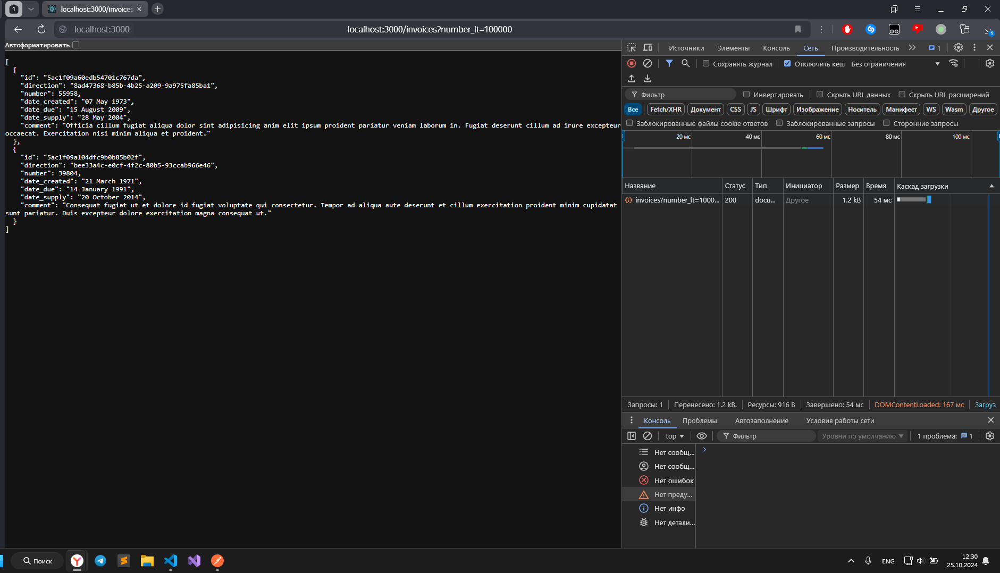 1
localhost:3000/invoices
localhost:3000
localhost:3000/invoices?number_lt=100000
1
Автоформатировать
[
{
"id": "5ac1f09a60edb54701c767da",
"direction": "8ad47368-b85b-4b25-a209-9a975fa85ba1",
"number": 55958,
"date_created": "07 May 1973",
"date_due": "15 August 2009",
"date_supply": "28 May 2004",
"comment": "Officia cillum fugiat aliqua dolor sint adipisicing anim elit ipsum proident pariatur veniam laborum in. Fugiat deserunt cillum ad irure excepteur
occaecat. Exercitation nisi minim aliqua et proident."
},
{
"id": "5ac1f09a104dfc9b0b85b02f",
"direction": "bee33a4c-e0cf-4f2c-80b5-93ccab966e46",
"number": 39804,
"date_created": "21 March 1971",
"date_due": "14 January 1991",
"date_supply": "20 October 2014",
"comment": "Consequat fugiat ut et dolore id fugiat voluptate qui consectetur. Tempor ad aliqua aute deserunt et cillum exercitation proident minim cupidatat
sunt pariatur. Duis excepteur dolore exercitation magna consequat ut."
}
]
Источники Элементы Консоль Сеть Производительность 1
Сохранять журнал Отключить кеш Без ограничения
Фильтр Инвертировать Скрыть URL данных Скрыть URL расширений
Все Fetch/XHR Документ CSS JS Шрифт Изображение Носитель Манифест WS Wasm Другое
Заблокированные файлы cookie ответов Заблокированные запросы Сторонние запросы
20 мс 40 мс 60 мс 80 мс 100 мс
Название Статус Тип Инициатор Размер Время Каскад загрузки
invoices?number_lt=1000... 200 docu... Другое 1.2 kB 54 мс
Запросы: 1 Перенесено: 1.2 kB. Ресурсы: 916 B Завершено: 54 мс DOMContentLoaded: 167 мс Загруз
Консоль Проблемы Автозаполнение Условия работы сети
top Фильтр Уровни по умолчанию 1 проблема: 1
Нет сообщ...
Нет сообщ...
Нет ошибок
Нет преду...
Нет инфо
Нет детали...
Поиск
ENG
12:30
25.10.2024